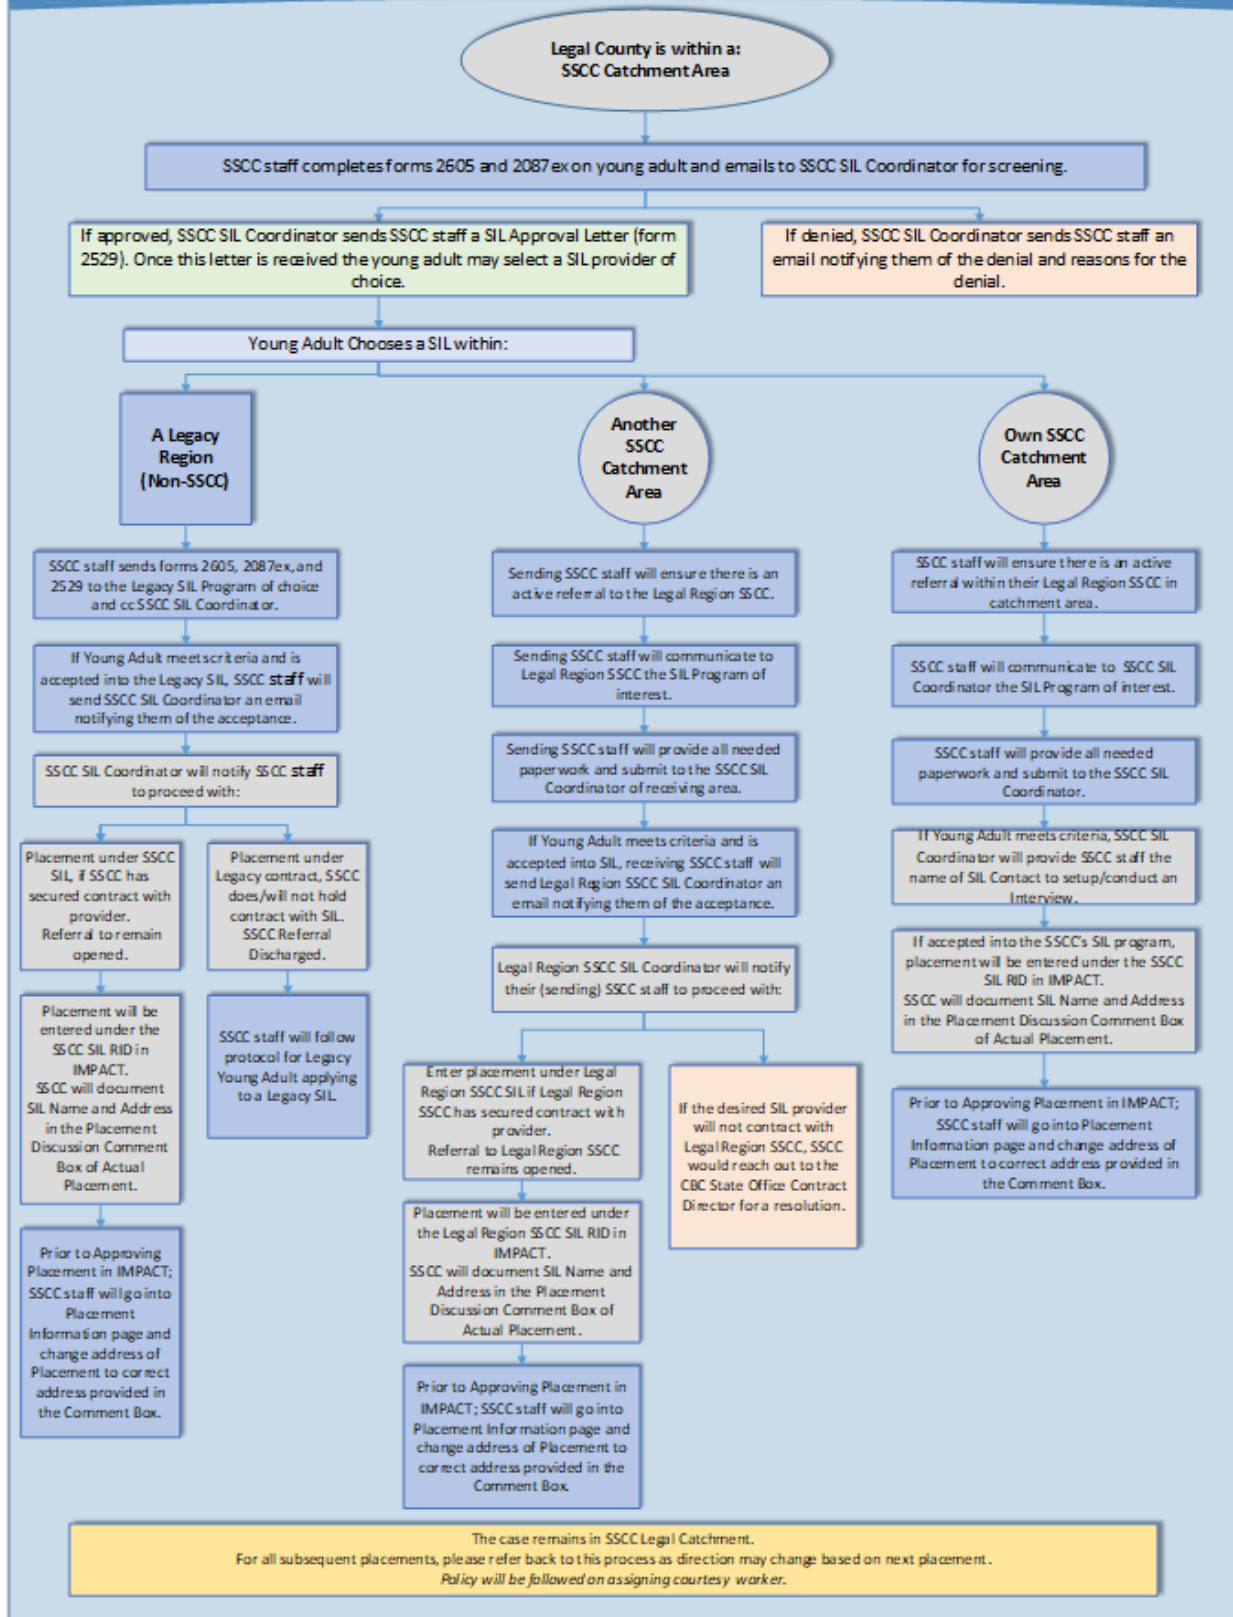 Legal County is within a:
SSCC Catchment Area
SSCC staff completes forms 2605 and 2087ex on young adult and emails to SSCC SIL Coordinator for screening.
If approved, SSCC SIL Coordinator sends SSCC staff a SIL Approval Letter (form
2529). Once this letter is received the young adult may select a SIL provider of
choice.
If denied, SSCC SIL Coordinator sends SSCC staff an
email notifying them of the denial and reasons for the
denial.
Young Adult Chooses a SIL within:
A Legacy
Region
(Non-SSCC)
SSCC staff sends forms 2605, 2087ex, and
2529 to the Legacy SIL Program of choice
and cc SSCC SIL Coordinator.
If Young Adult meets criteria and is
accepted into the Legacy SIL, SSCC staff will
send SSCC SIL Coordinator an email
notifying them of the acceptance.
SSCC SIL Coordinator will notify SSCC staff
to proceed with:
Placement under SSCC
SIL, if SSCC has
secured contract with
provider.
Referral to remain
opened.
Placement will be
entered under the
SSCC SIL RID in
IMPACT.
SSCC will document
SIL Name and Address
in the Placement
Discussion Comment
Box of Actual
Placement.
Prior to Approving
Placement in IMPACT;
SSCC staff will go into
Placement
Information page and
change address of
Placement to correct
address provided in
the Comment Box.
Placement under
Legacy contract, SSCC
does/will not hold
contract with SIL.
SSCC Referral
Discharged.
SSCC staff will follow
protocol for Legacy
Young Adult applying
to a Legacy SIL.
Another
SSCC
Catchment
Area
Sending SSCC staff will ensure there is an
active referral to the Legal Region SSCC.
Sending SSCC staff will communicate to
Legal Region SSCC the SIL Program of
interest.
Sending SSCC staff will provide all needed
paperwork and submit to the SSCC SIL
Coordinator of receiving area.
If Young Adult meets criteria and is
accepted into SIL, receiving SSCC staff will
send Legal Region SSCC SIL Coordinator an
email notifying them of the acceptance.
Legal Region SSCC SIL Coordinator will notify
their (sending) SSCC staff to proceed with:
Enter placement under Legal
Region SSCC SIL if Legal Region
SSCC has secured contract with
provider.
Referral to Legal Region SSCC
remains opened.
Placement will be entered under
the Legal Region SSCC SIL RID in
IMPACT.
SSCC will document SIL Name and
Address in the Placement
Discussion Comment Box of
Actual Placement.
Prior to Approving Placement in
IMPACT; SSCC staff will go into
Placement Information page and
change address of Placement to
correct address provided in the
Comment Box.
If the desired SIL provider
will not contract with
Legal Region SSCC, SSCC
would reach out to the
CBC State Office Contract
Director for a resolution.
Own SSCC
Catchment
Area
SSCC staff will ensure there is an active
referral within their Legal Region SSCC in
catchment area.
SSCC staff will communicate to SSCC SIL
Coordinator the SIL Program of interest.
SSCC staff will provide all needed
paperwork and submit to the SSCC SIL
Coordinator.
If Young Adult meets criteria, SSCC SIL
Coordinator will provide SSCC staff the
name of SIL Contact to setup/conduct an
Interview.
If accepted into the SSCC's SIL program,
placement will be entered under the SSCC
SIL RID in IMPACT.
SSCC will document SIL Name and Address
in the Placement Discussion Comment Box
of Actual Placement.
Prior to Approving Placement in IMPACT;
SSCC staff will go into Placement
Information page and change address of
Placement to correct address provided in
the Comment Box.
The case remains in SSCC Legal Catchment.
For all subsequent placements, please refer back to this process as direction may change based on next placement.
Policy will be followed on assigning courtesy worker.